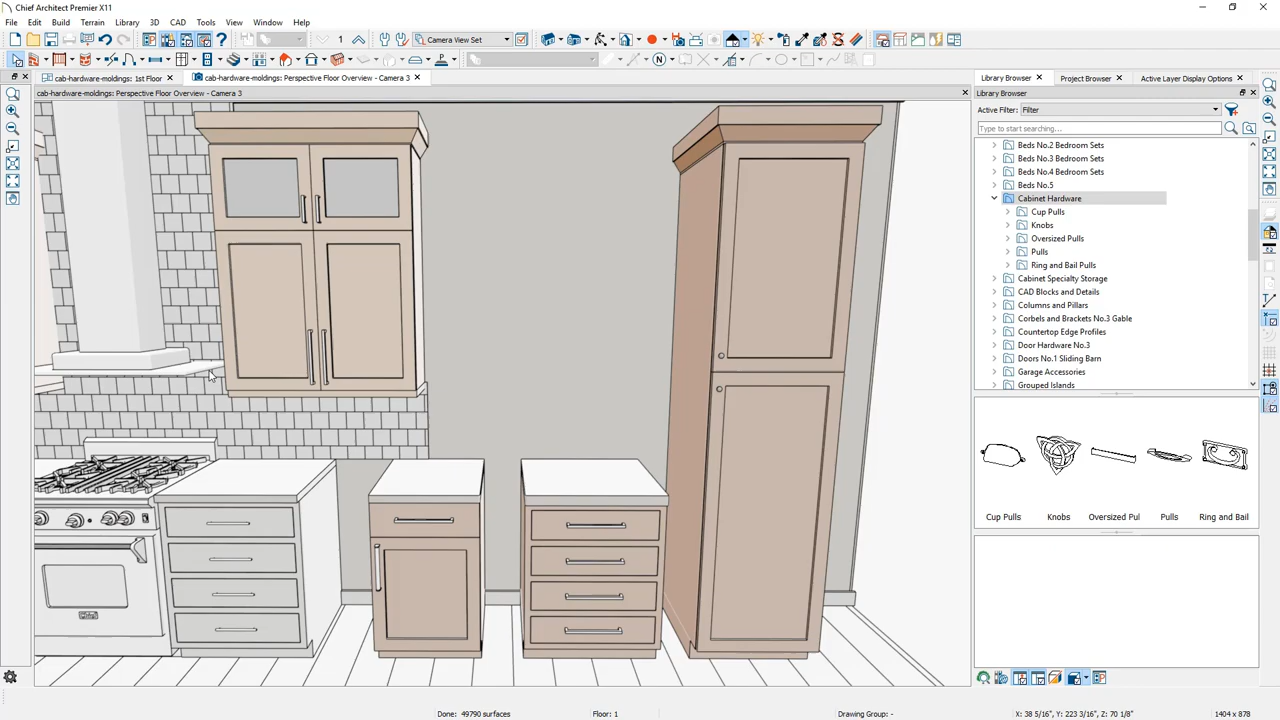 Chief Architect Premier X11
File Edit Build Terrain Library 3D CAD Tools View Window Help
1 Camera View Set N P
cab-hardware-moldings: 1st Floor cab-hardware-moldings: Perspective Floor Overview - Camera 3
cab-hardware-moldings: Perspective Floor Overview - Camera 3
Library Browser Project Browser Active Layer Display Options
Library Browser
Active Filter: Filter
Type to start searching...
Beds No.2 Bedroom Sets
Beds No.3 Bedroom Sets
Beds No.4 Bedroom Sets
Beds No.5
Cabinet Hardware
Cup Pulls
Knobs
Oversized Pulls
Pulls
Ring and Bail Pulls
Cabinet Specialty Storage
CAD Blocks and Details
Columns and Pillars
Corbels and Brackets No.3 Gable
Countertop Edge Profiles
Door Hardware No.3
Doors No.1 Sliding Barn
Garage Accessories
Grouped Islands
Cup Pulls Knobs Oversized Pul Pulls Ring and Bail
Done: 49790 surfaces Floor: 1 Drawing Group: - X: 38 5/16", Y: 223 3/16", Z: 70 1/8" 1404 x 878